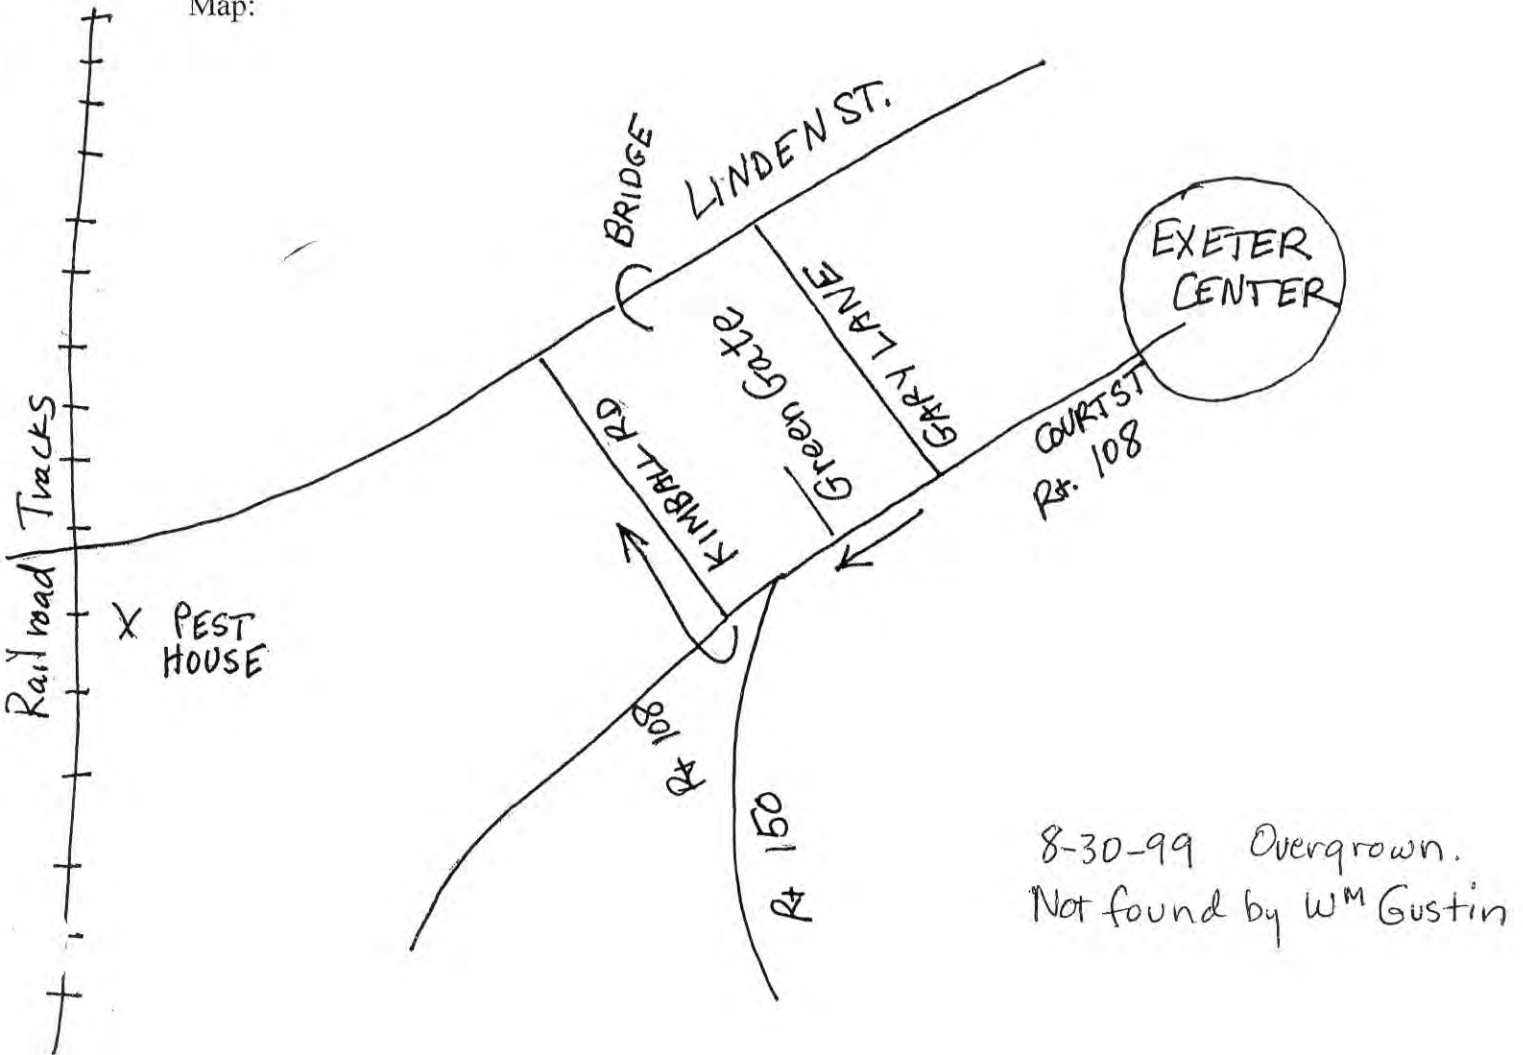 Map:
LINDEN ST.
BRIDGE
EXETER
CENTER
GARY LANE
Green Gate
COURT ST
Rt. 108
KIMBALL RD
Railroad Tracks
X PEST
HOUSE
Rt 108
Rt 150
8-30-99 Overgrown.
Not found by Wᴹ Gustin